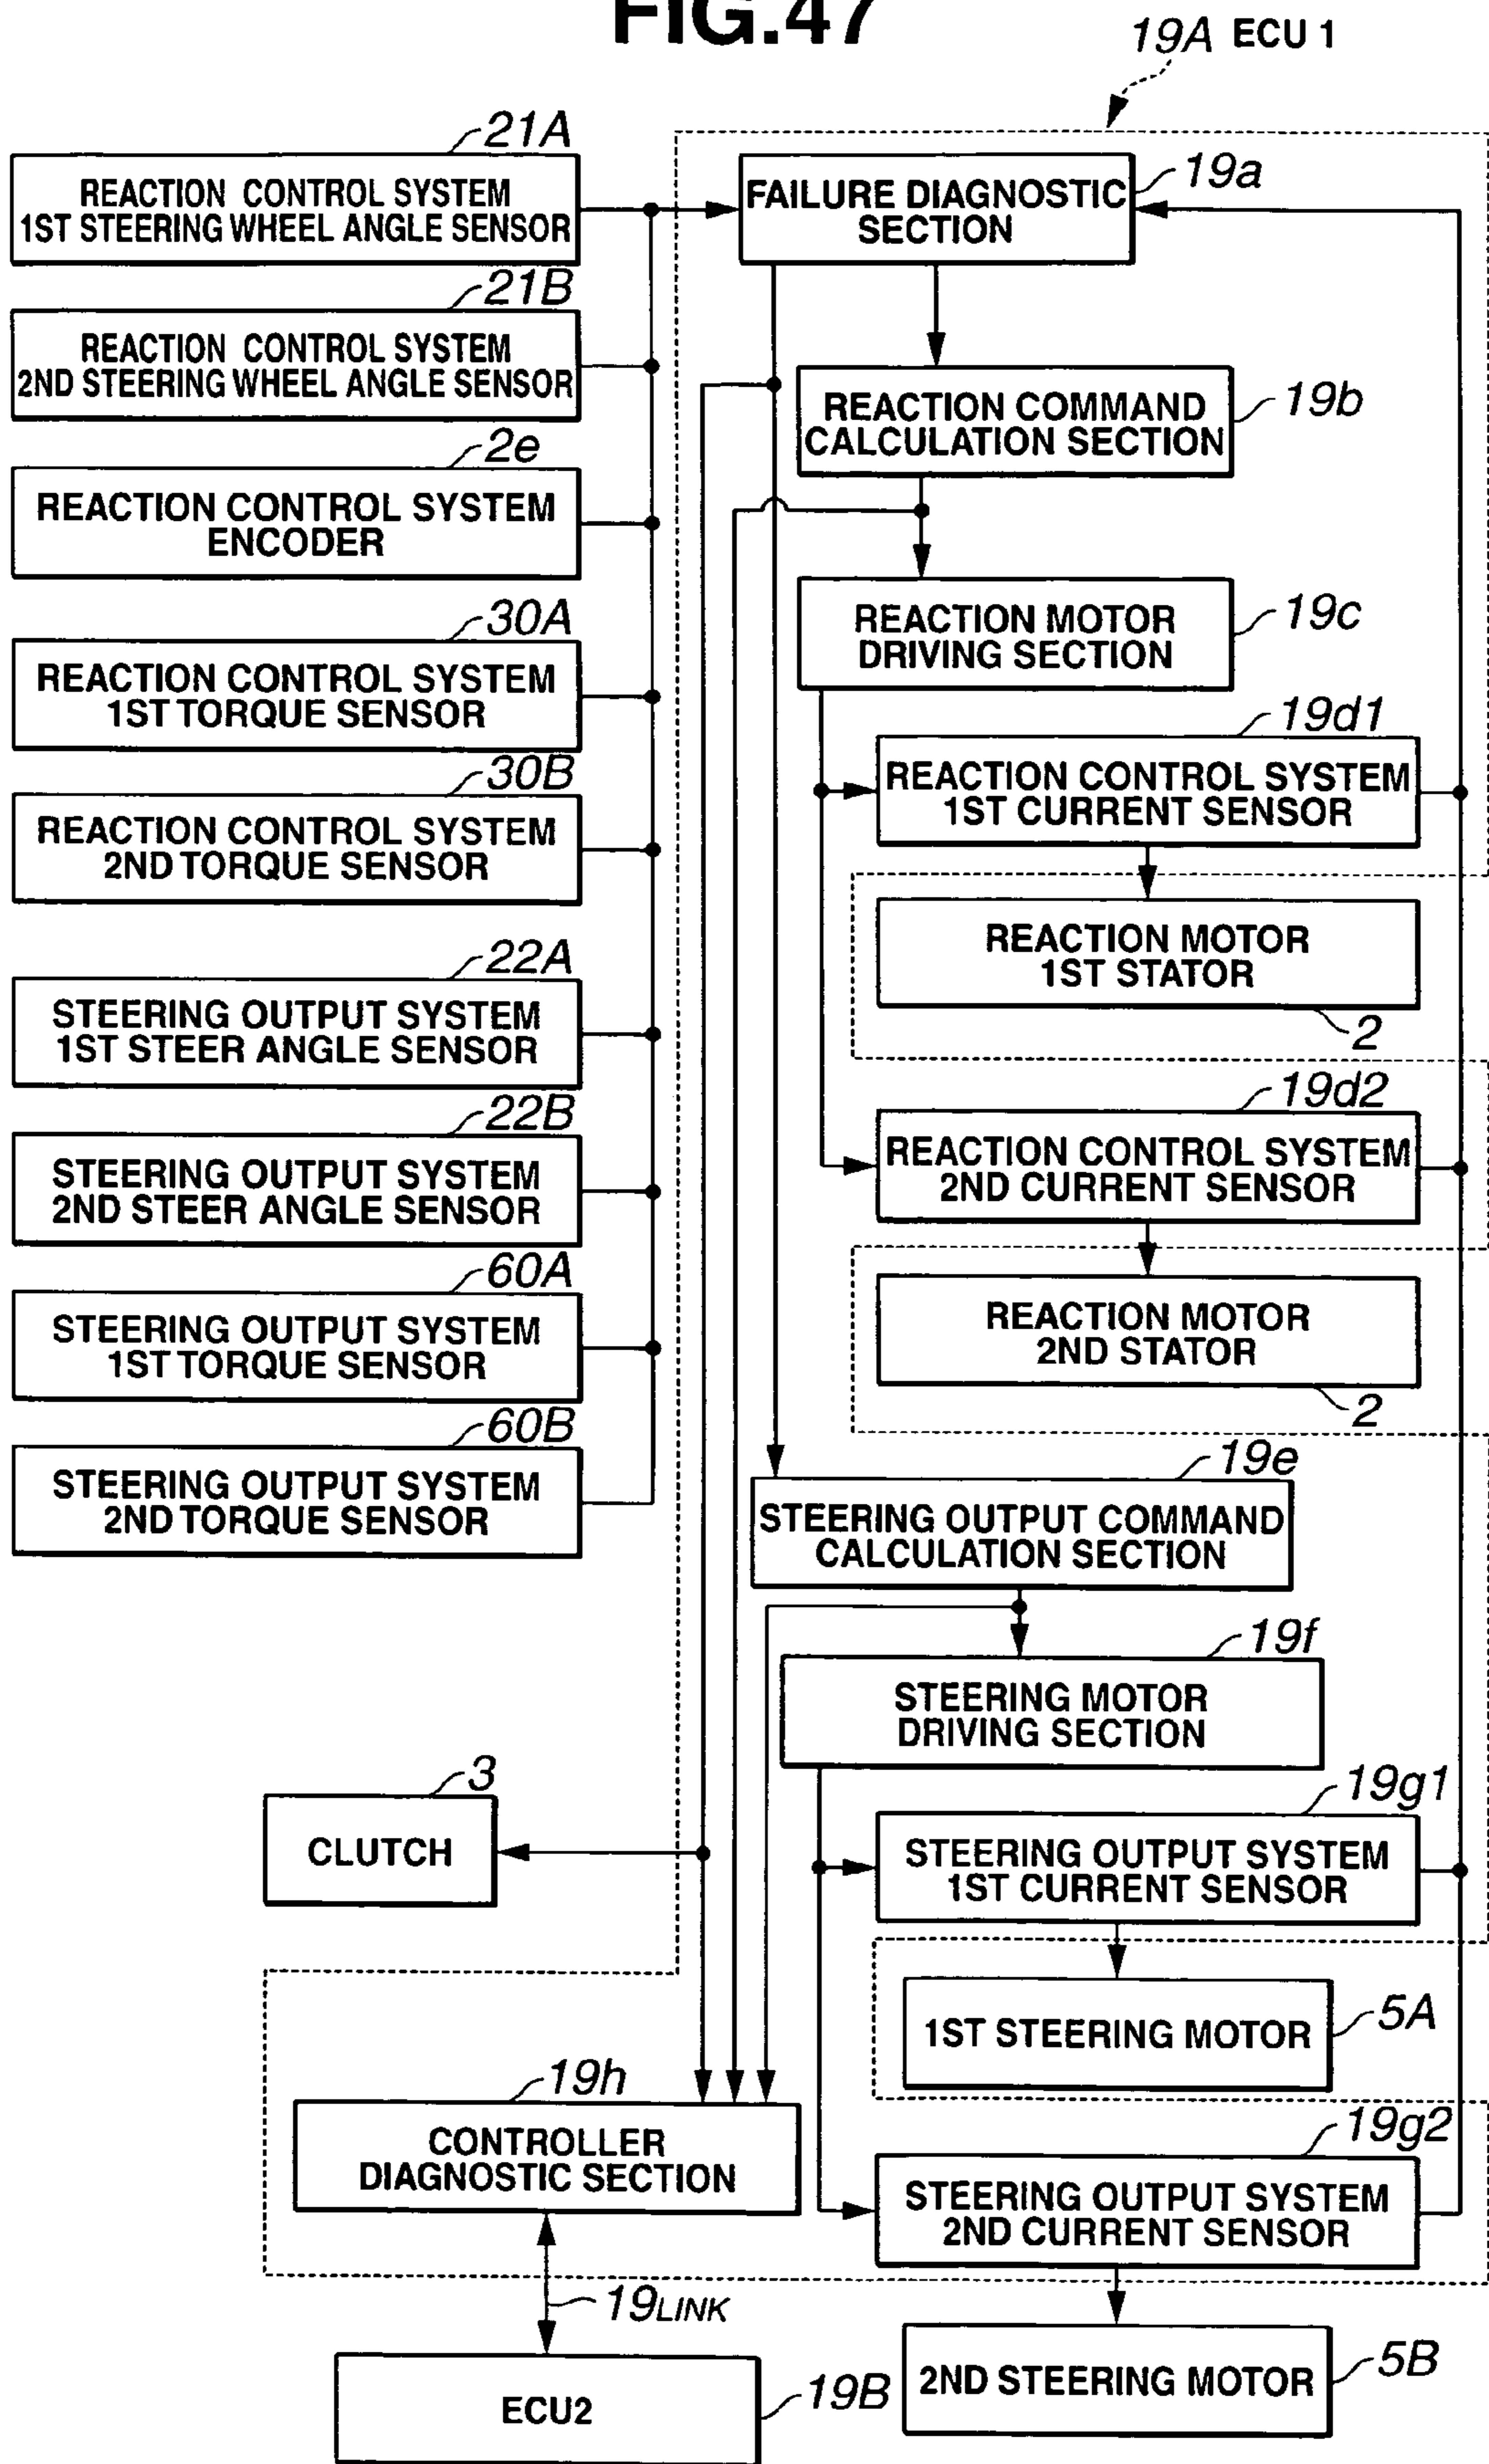 FIG.47
19A ECU 1
21A
REACTION CONTROL SYSTEM
1ST STEERING WHEEL ANGLE SENSOR
21B
REACTION CONTROL SYSTEM
2ND STEERING WHEEL ANGLE SENSOR
2e
REACTION CONTROL SYSTEM
ENCODER
30A
REACTION CONTROL SYSTEM
1ST TORQUE SENSOR
30B
REACTION CONTROL SYSTEM
2ND TORQUE SENSOR
22A
STEERING OUTPUT SYSTEM
1ST STEER ANGLE SENSOR
22B
STEERING OUTPUT SYSTEM
2ND STEER ANGLE SENSOR
60A
STEERING OUTPUT SYSTEM
1ST TORQUE SENSOR
60B
STEERING OUTPUT SYSTEM
2ND TORQUE SENSOR
FAILURE DIAGNOSTIC
SECTION
19a
REACTION COMMAND
CALCULATION SECTION
19b
REACTION MOTOR
DRIVING SECTION
19c
19d1
REACTION CONTROL SYSTEM
1ST CURRENT SENSOR
REACTION MOTOR
1ST STATOR
2
19d2
REACTION CONTROL SYSTEM
2ND CURRENT SENSOR
REACTION MOTOR
2ND STATOR
2
19e
STEERING OUTPUT COMMAND
CALCULATION SECTION
19f
STEERING MOTOR
DRIVING SECTION
3
CLUTCH
19g1
STEERING OUTPUT SYSTEM
1ST CURRENT SENSOR
1ST STEERING MOTOR
5A
19h
CONTROLLER
DIAGNOSTIC SECTION
19g2
STEERING OUTPUT SYSTEM
2ND CURRENT SENSOR
19LINK
ECU2
19B
2ND STEERING MOTOR
5B